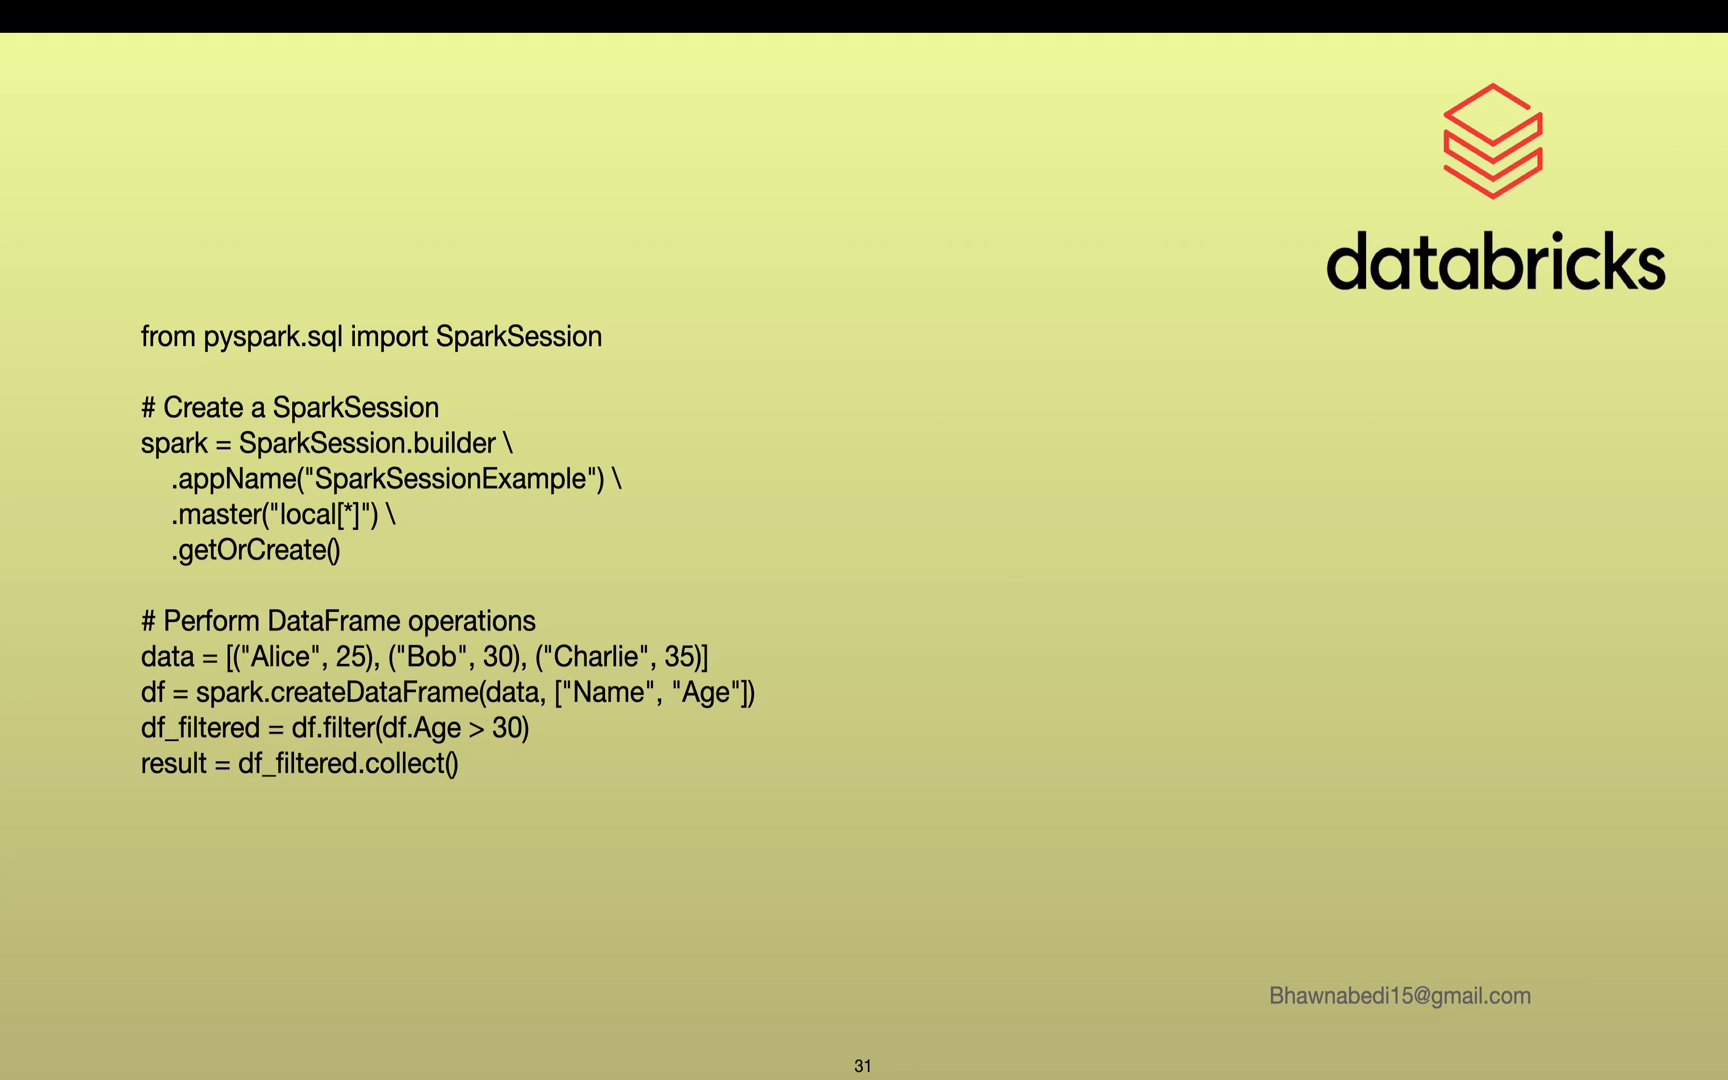 databricks
from pyspark.sql import SparkSession
# Create a SparkSession
spark = SparkSession.builder \
    .appName("SparkSessionExample") \
    .master("local[*]") \
    .getOrCreate()
# Perform DataFrame operations
data = [("Alice", 25), ("Bob", 30), ("Charlie", 35)]
df = spark.createDataFrame(data, ["Name", "Age"])
df_filtered = df.filter(df.Age > 30)
result = df_filtered.collect()
Bhawnabedi15@gmail.com
31